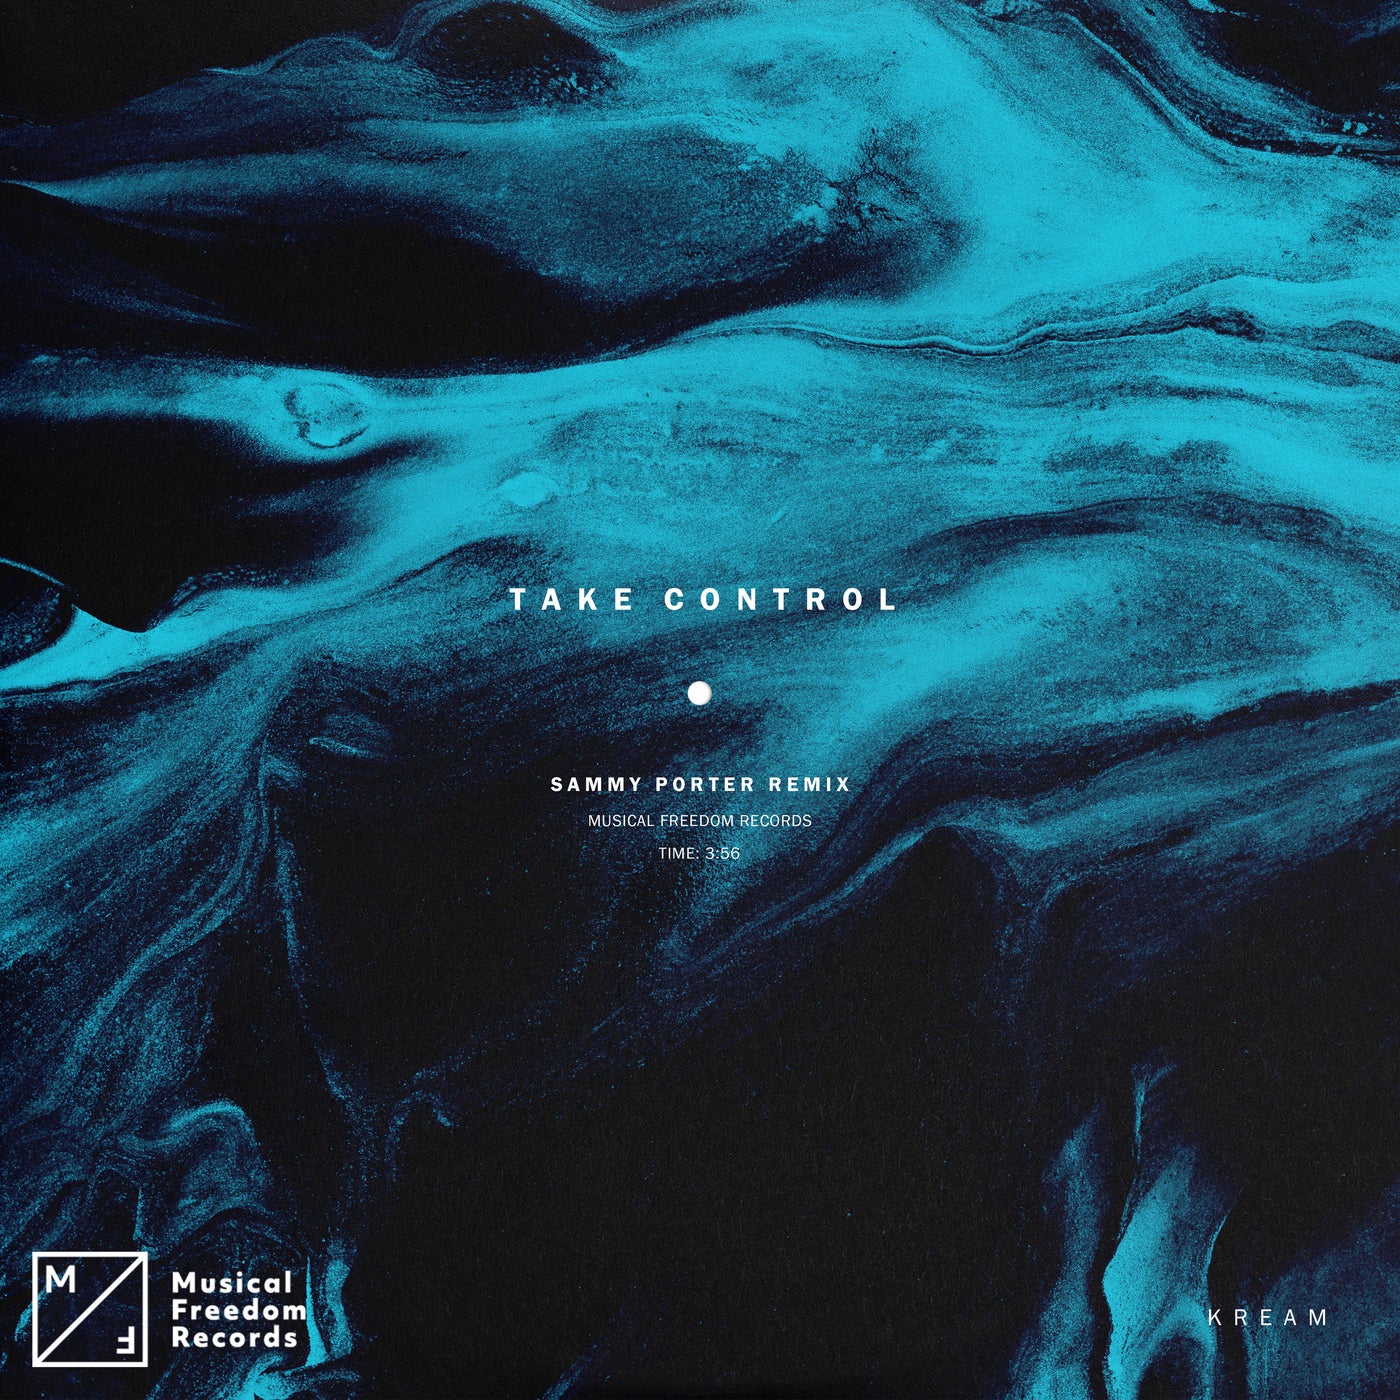 TAKE CONTROL
SAMMY PORTER REMIX
MUSICAL FREEDOM RECORDS
TIME: 3:56
M
F
Musical
Freedom
Records
KREAM